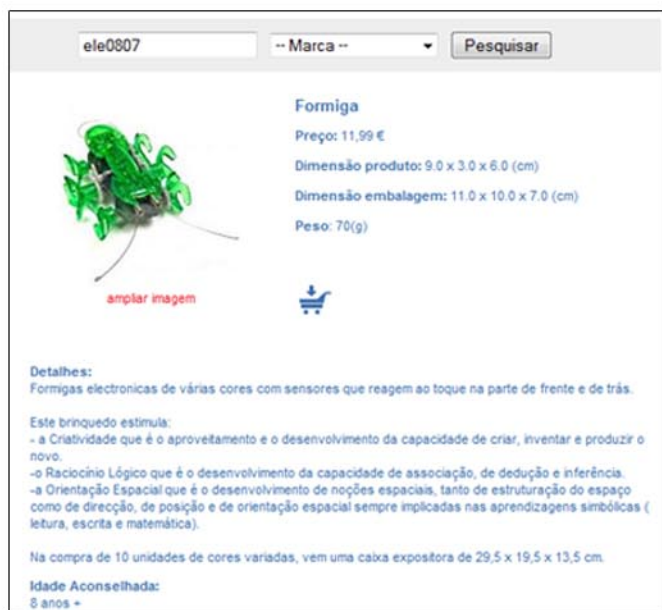 ele0807
-- Marca --
Pesquisar
Formiga
Preço: 11,99 €
Dimensão produto: 9.0 x 3.0 x 6.0 (cm)
Dimensão embalagem: 11.0 x 10.0 x 7.0 (cm)
Peso: 70(g)
ampliar imagem
Detalhes:
Formigas electronicas de várias cores com sensores que reagem ao toque na parte de frente e de trás.
Este brinquedo estimula:
- a Criatividade que é o aproveitamento e o desenvolvimento da capacidade de criar, inventar e produzir o
novo.
-o Raciocínio Lógico que é o desenvolvimento da capacidade de associação, de dedução e inferência.
-a Orientação Espacial que é o desenvolvimento de noções espaciais, tanto de estruturação do espaço
como de direcção, de posição e de orientação espacial sempre implicadas nas aprendizagens simbólicas (
leitura, escrita e matemática).
Na compra de 10 unidades de cores variadas, vem uma caixa expositora de 29,5 x 19,5 x 13,5 cm.
Idade Aconselhada:
8 anos +